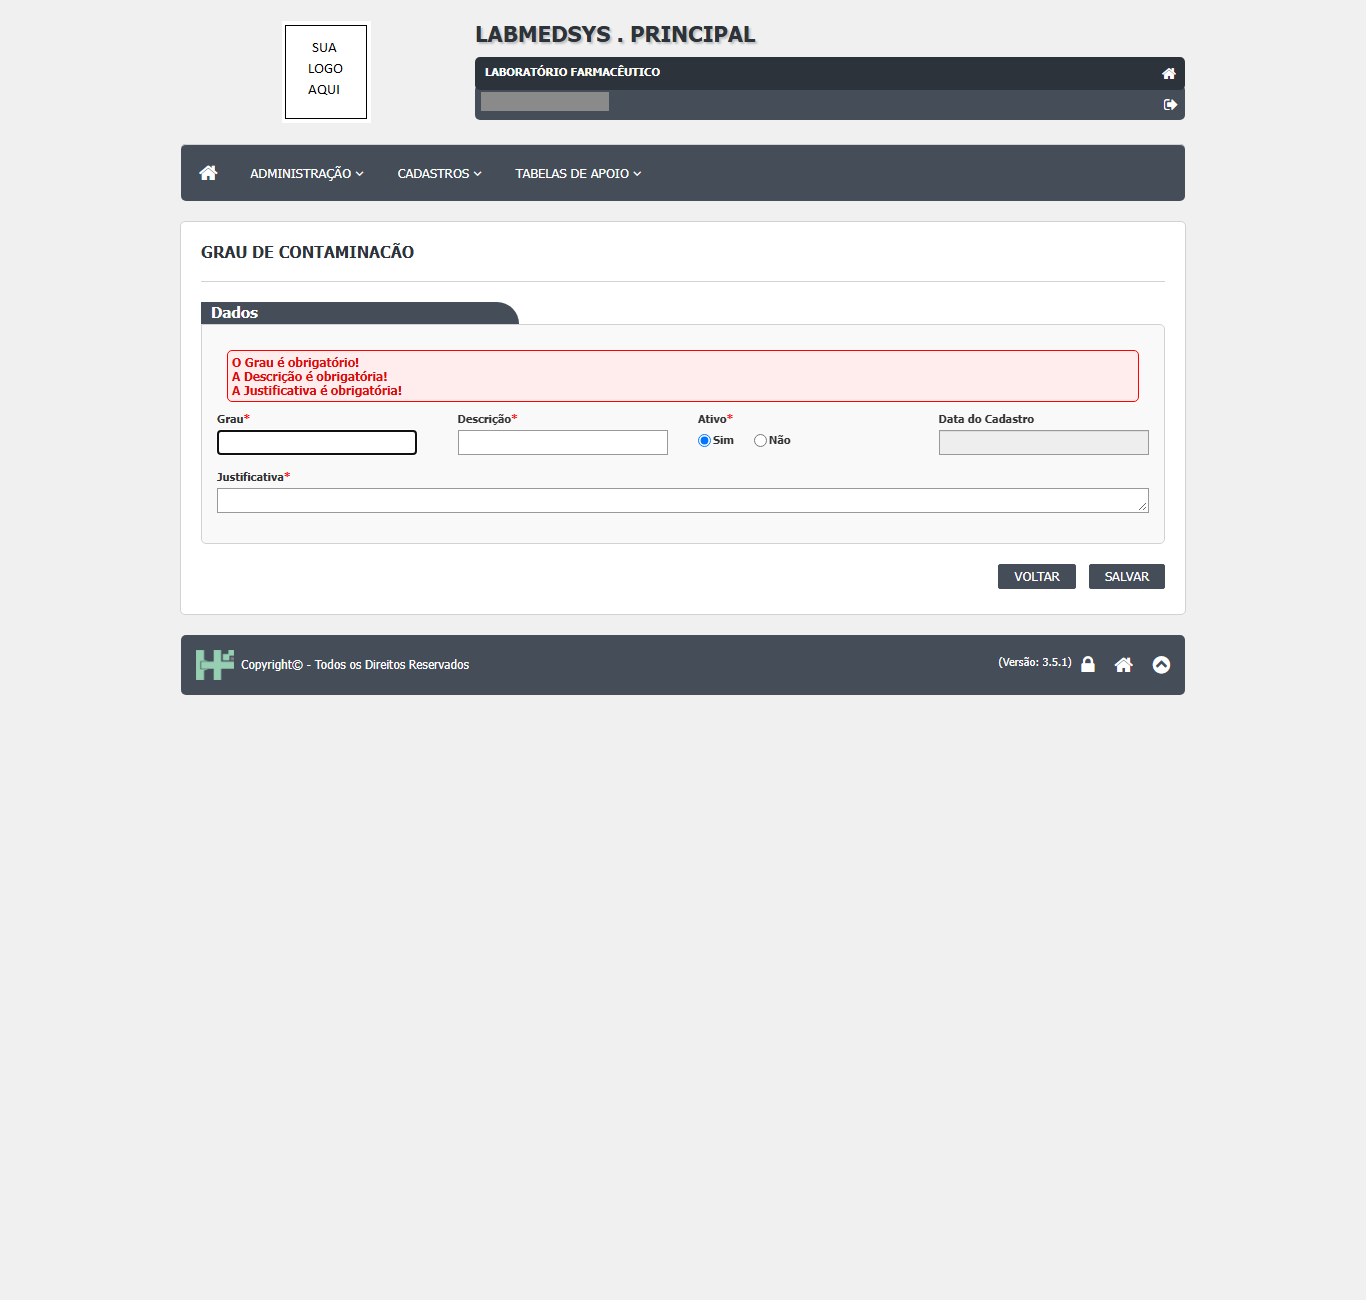 SUA
LOGO
AQUI
LABMEDSYS . PRINCIPAL
LABORATÓRIO FARMACÊUTICO
ADMINISTRAÇÃO
CADASTROS
TABELAS DE APOIO
GRAU DE CONTAMINACÃO
Dados
O Grau é obrigatório!
A Descrição é obrigatória!
A Justificativa é obrigatória!
Grau*
Descrição*
Ativo*
Data do Cadastro
Sim
Não
Justificativa*
VOLTAR
SALVAR
Copyright© - Todos os Direitos Reservados
(Versão: 3.5.1)